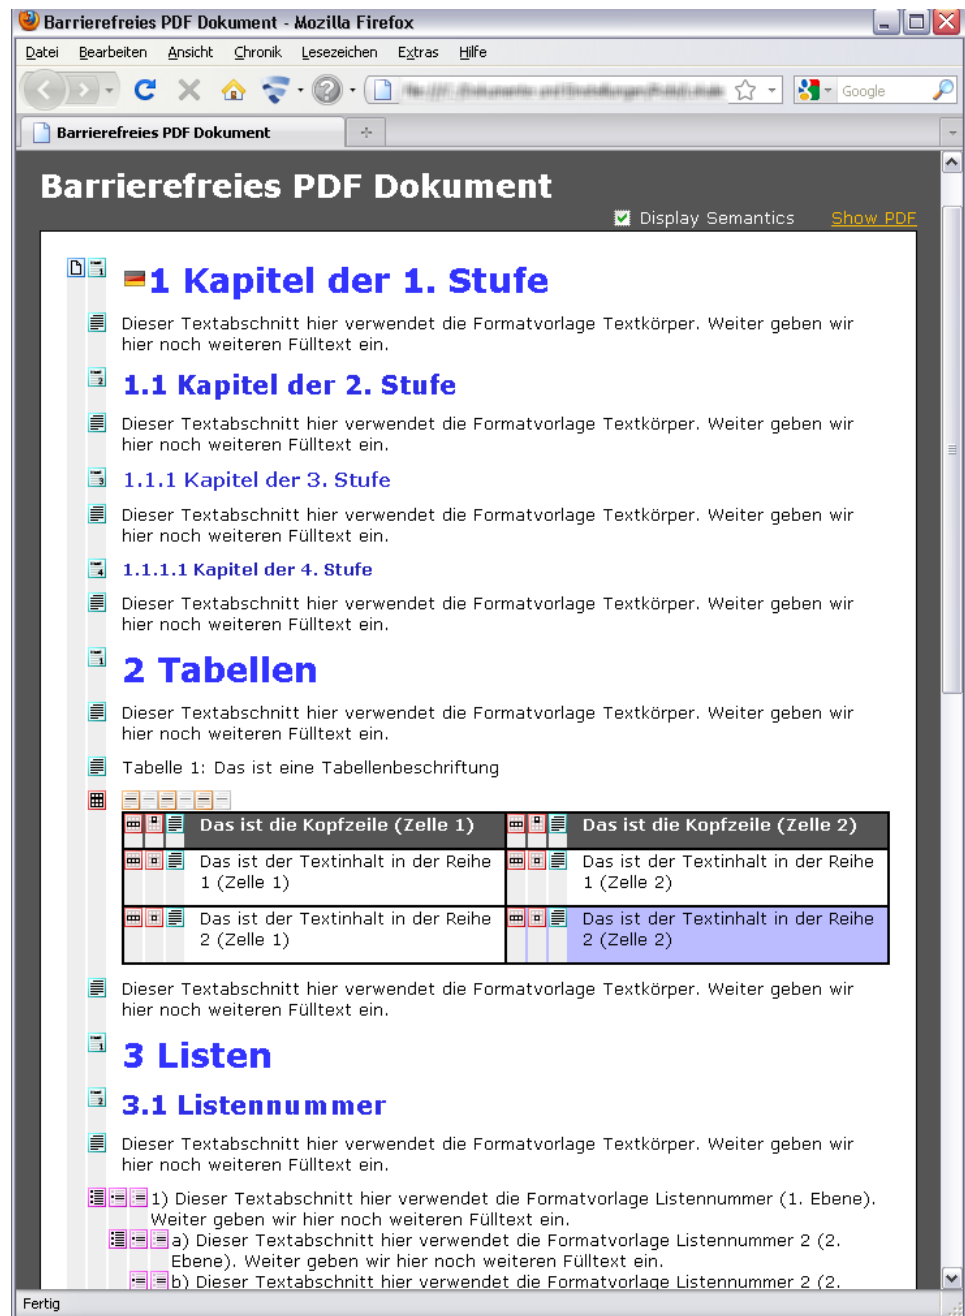 Barrierefreies PDF Dokument - Mozilla Firefox
Datei Bearbeiten Ansicht Chronik Lesezeichen Extras Hilfe
Google
Barrierefreies PDF Dokument
Barrierefreies PDF Dokument
Display Semantics Show PDF
1 Kapitel der 1. Stufe
Dieser Textabschnitt hier verwendet die Formatvorlage Textkörper. Weiter geben wir
hier noch weiteren Fülltext ein.
1.1 Kapitel der 2. Stufe
Dieser Textabschnitt hier verwendet die Formatvorlage Textkörper. Weiter geben wir
hier noch weiteren Fülltext ein.
1.1.1 Kapitel der 3. Stufe
Dieser Textabschnitt hier verwendet die Formatvorlage Textkörper. Weiter geben wir
hier noch weiteren Fülltext ein.
1.1.1.1 Kapitel der 4. Stufe
Dieser Textabschnitt hier verwendet die Formatvorlage Textkörper. Weiter geben wir
hier noch weiteren Fülltext ein.
2 Tabellen
Dieser Textabschnitt hier verwendet die Formatvorlage Textkörper. Weiter geben wir
hier noch weiteren Fülltext ein.
Tabelle 1: Das ist eine Tabellenbeschriftung
Das ist die Kopfzeile (Zelle 1) Das ist die Kopfzeile (Zelle 2)
Das ist der Textinhalt in der Reihe
1 (Zelle 1)
Das ist der Textinhalt in der Reihe
1 (Zelle 2)
Das ist der Textinhalt in der Reihe
2 (Zelle 1)
Das ist der Textinhalt in der Reihe
2 (Zelle 2)
Dieser Textabschnitt hier verwendet die Formatvorlage Textkörper. Weiter geben wir
hier noch weiteren Fülltext ein.
3 Listen
3.1 Listennummer
Dieser Textabschnitt hier verwendet die Formatvorlage Textkörper. Weiter geben wir
hier noch weiteren Fülltext ein.
1) Dieser Textabschnitt hier verwendet die Formatvorlage Listennummer (1. Ebene).
Weiter geben wir hier noch weiteren Fülltext ein.
a) Dieser Textabschnitt hier verwendet die Formatvorlage Listennummer 2 (2.
Ebene). Weiter geben wir hier noch weiteren Fülltext ein.
b) Dieser Textabschnitt hier verwendet die Formatvorlage Listennummer 2 (2.
Fertig